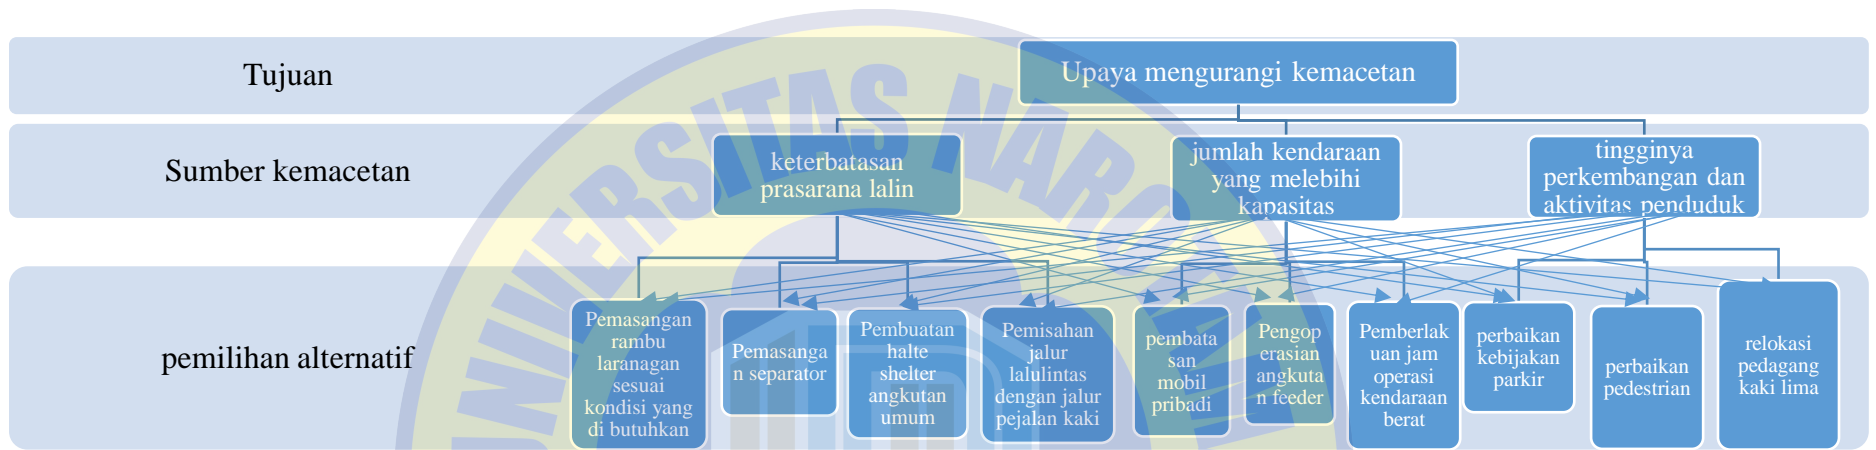 Tujuan
Upaya mengurangi kemacetan
Sumber kemacetan
keterbatasan
prasarana lalin
jumlah kendaraan
yang melebihi
kapasitas
tingginya
perkembangan dan
aktivitas penduduk
pemilihan alternatif
Pemasangan
rambu
laranagan
sesuai
kondisi yang
di butuhkan
Pemasanga
n separator
Pembuatan
halte
shelter
angkutan
umum
Pemisahan
jalur
lalulintas
dengan jalur
pejalan kaki
pembata
san
mobil
pribadi
Pengop
erasian
angkuta
n feeder
Pemberlak
uan jam
operasi
kendaraan
berat
perbaikan
kebijakan
parkir
perbaikan
pedestrian
relokasi
pedagang
kaki lima
UNIVERSITAS NAROTAMA